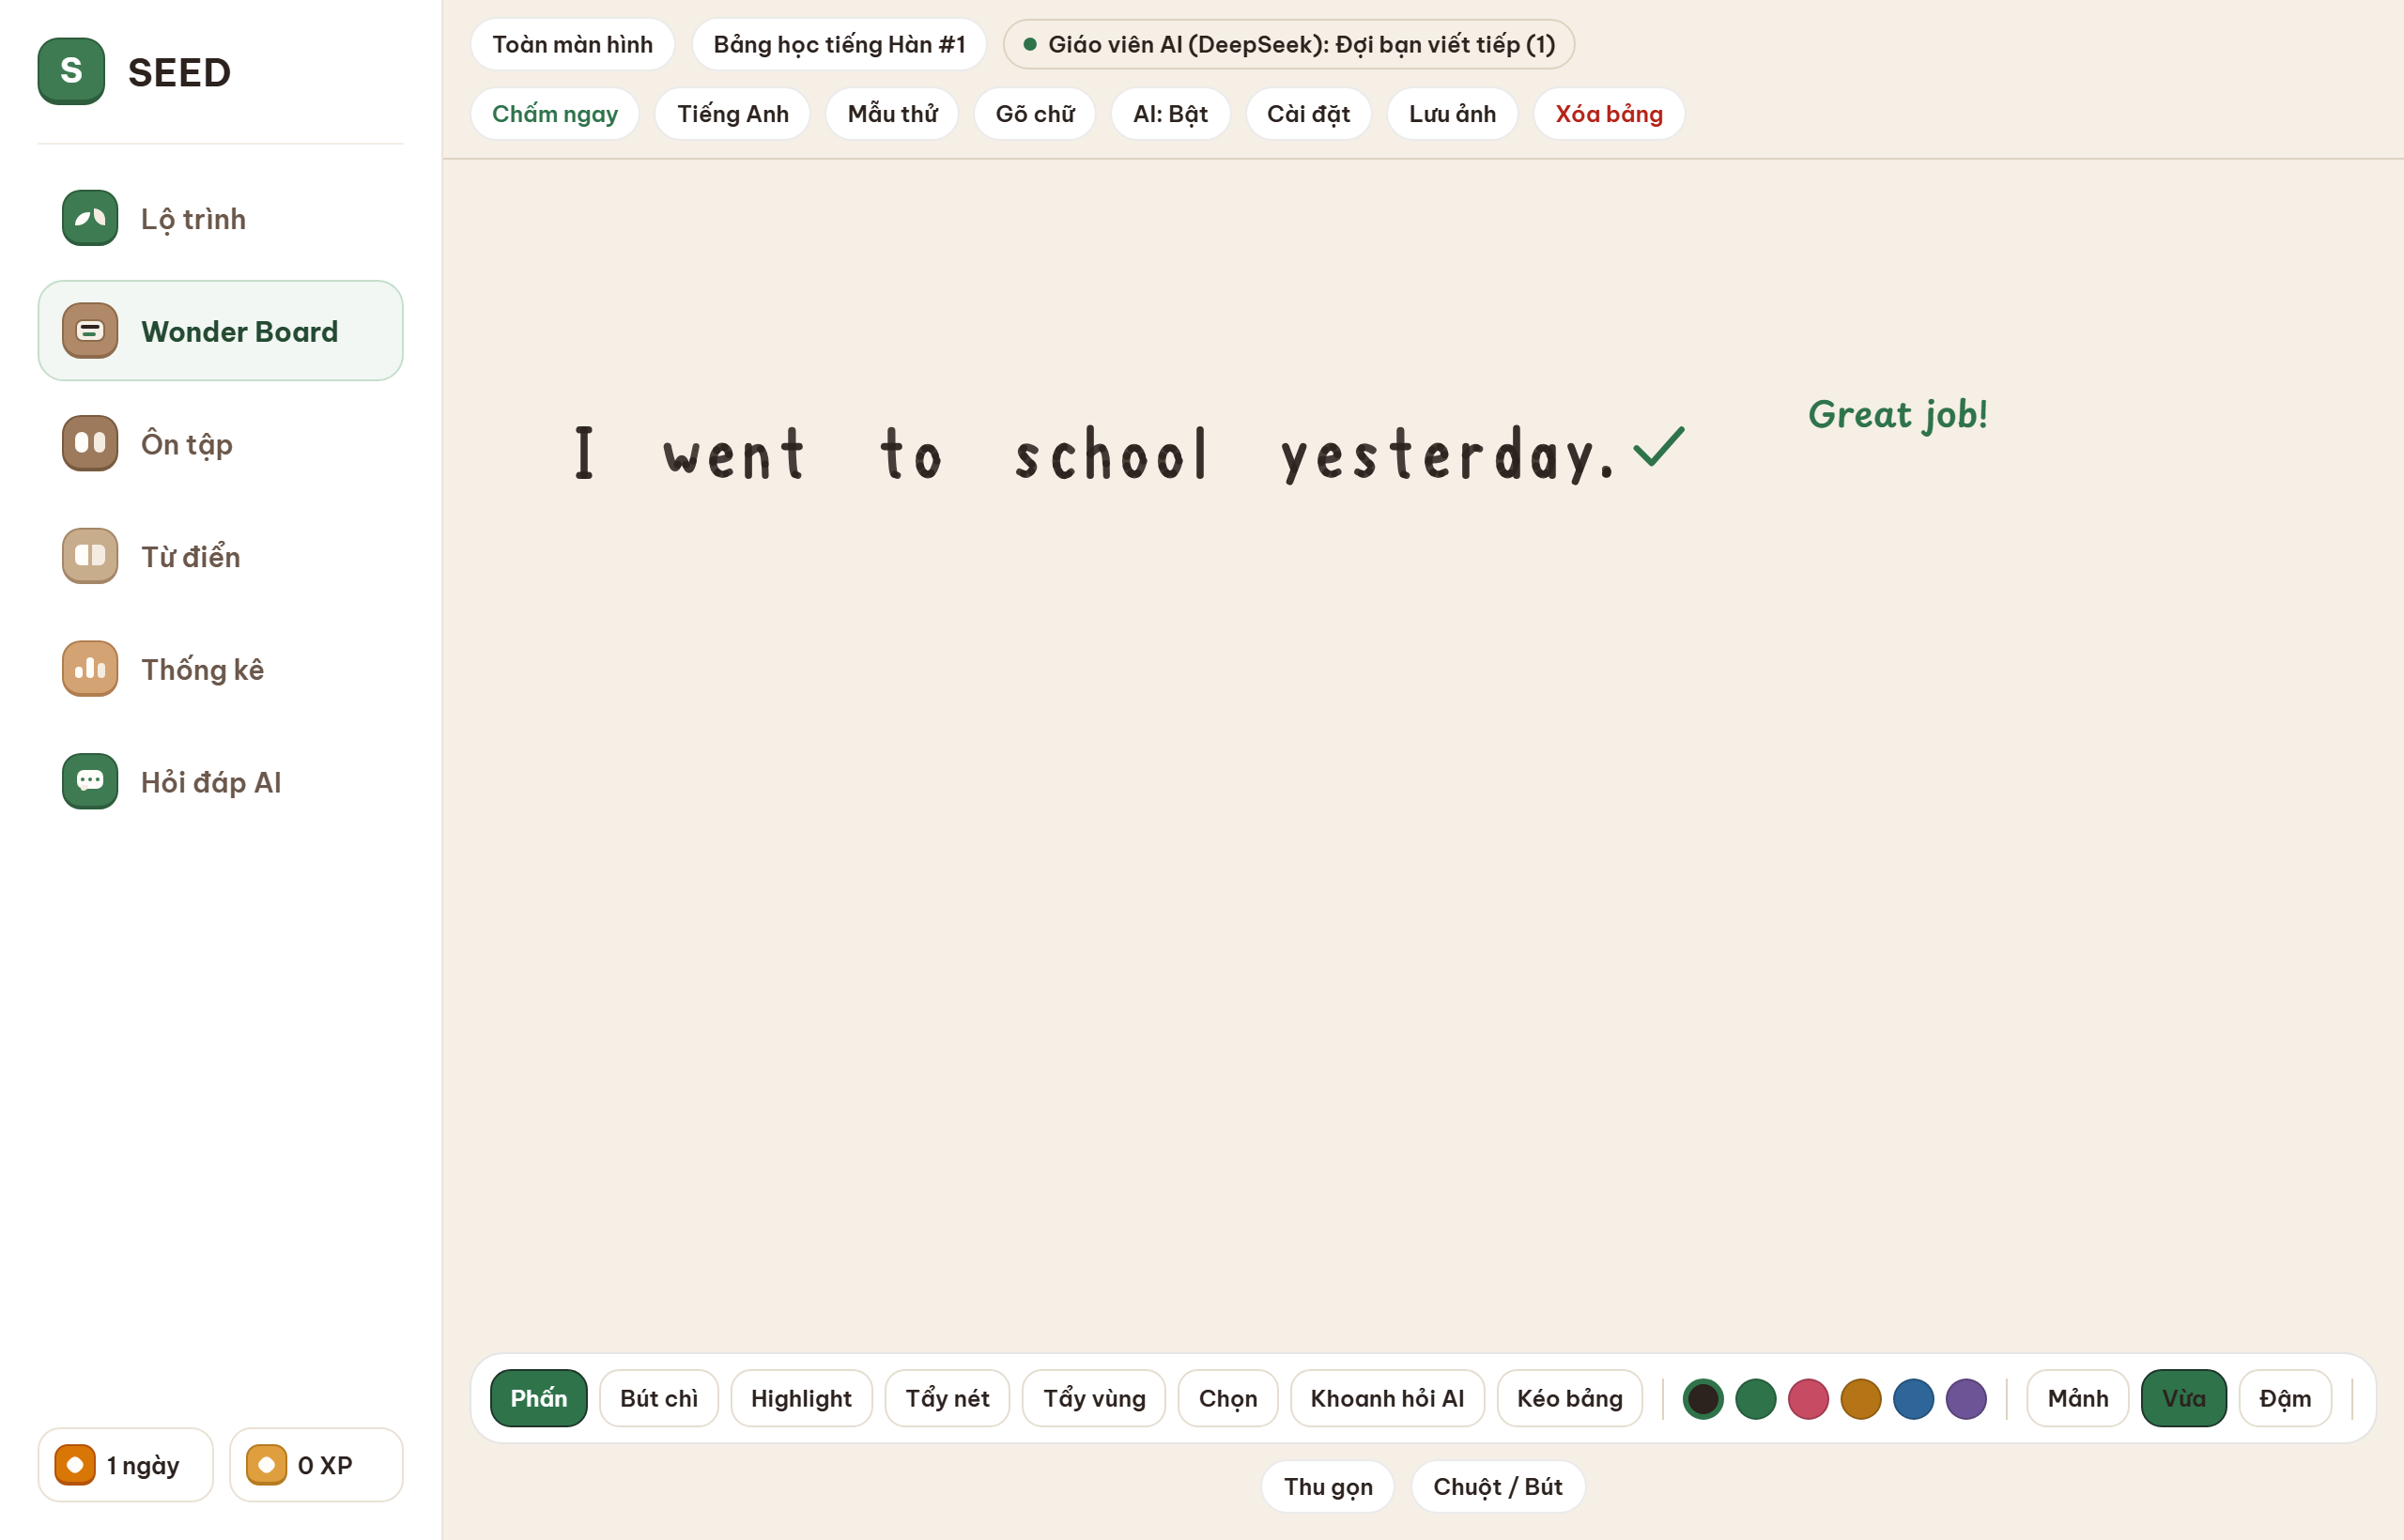 S SEED
Lộ trình
Wonder Board
Ôn tập
Từ điển
Thống kê
Hỏi đáp AI
1 ngày 0 XP
Toàn màn hình Bảng học tiếng Hàn #1 Giáo viên AI (DeepSeek): Đợi bạn viết tiếp (1)
Chấm ngay Tiếng Anh Mẫu thử Gõ chữ AI: Bật Cài đặt Lưu ảnh Xóa bảng
Great job!
I went to school yesterday.
Phấn Bút chì Highlight Tẩy nét Tẩy vùng Chọn Khoanh hỏi AI Kéo bảng Mảnh Vừa Đậm
Thu gọn Chuột / Bút